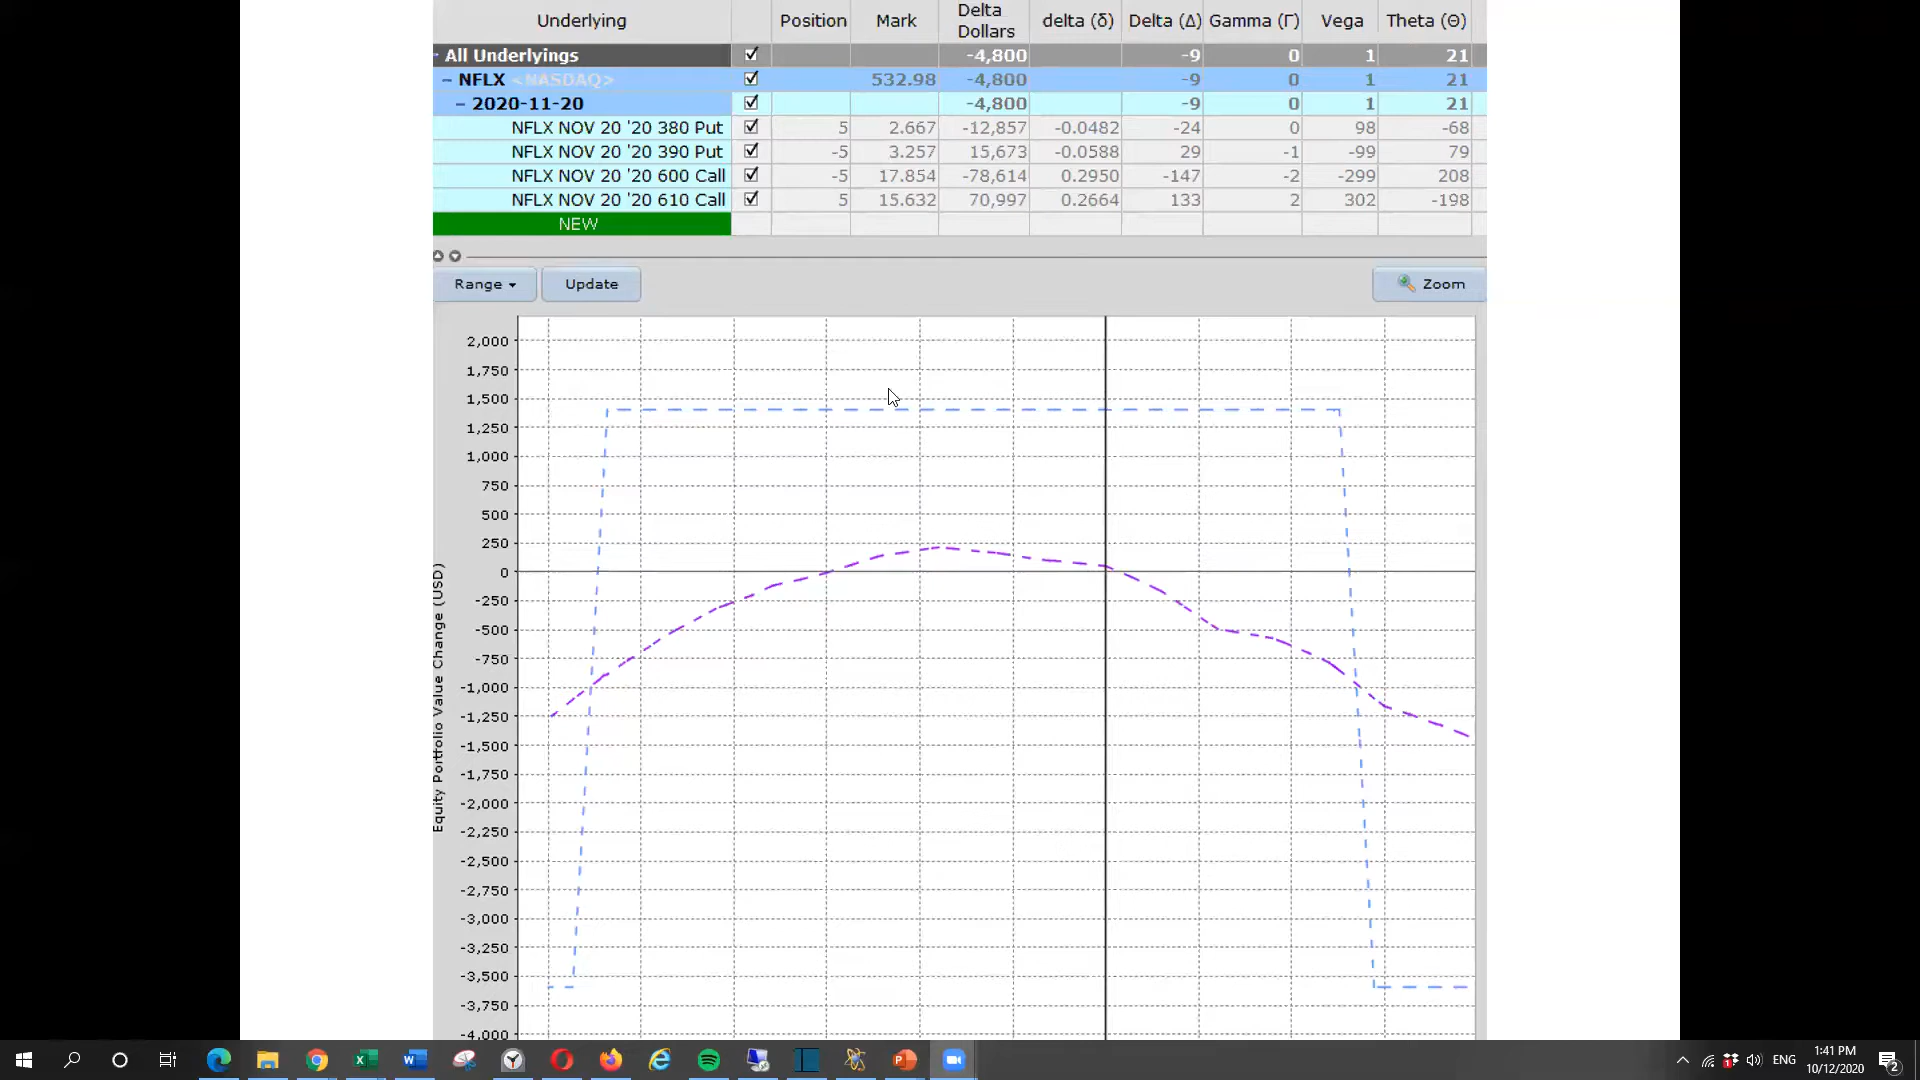 Underlying Position Mark Delta Dollars delta (δ) Delta (Δ) Gamma (Γ) Vega Theta (Θ)
All Underlyings -4,800 -9 0 1 21
− NFLX <NASDAQ> 532.98 -4,800 -9 0 1 21
− 2020-11-20 -4,800 -9 0 1 21
NFLX NOV 20 '20 380 Put 5 2.667 -12,857 -0.0482 -24 0 98 -68
NFLX NOV 20 '20 390 Put -5 3.257 15,673 -0.0588 29 -1 -99 79
NFLX NOV 20 '20 600 Call -5 17.854 -78,614 0.2950 -147 -2 -299 208
NFLX NOV 20 '20 610 Call 5 15.632 70,997 0.2664 133 2 302 -198
NEW
Range Update Zoom
2,000
1,750
1,500
1,250
1,000
750
500
250
0
-250
-500
-750
-1,000
-1,250
-1,500
-1,750
-2,000
-2,250
-2,500
-2,750
-3,000
-3,250
-3,500
-3,750
-4,000
Equity Portfolio Value Change (USD)
ENG
1:41 PM
10/12/2020
2